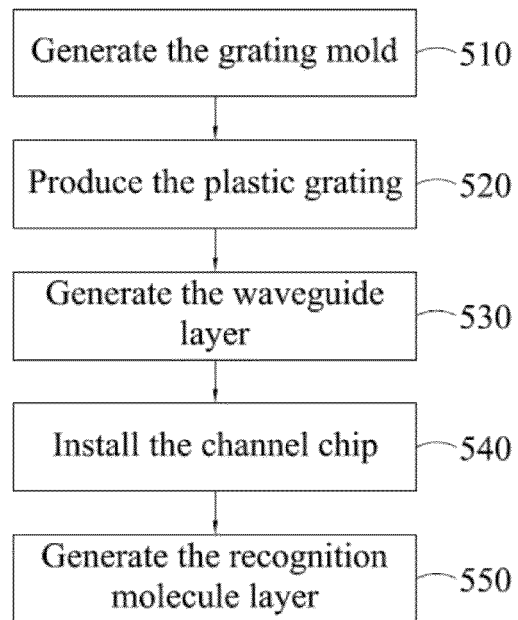 Generate the grating mold 510
Produce the plastic grating 520
Generate the waveguide
layer
530
Install the channel chip 540
Generate the recognition
molecule layer
550